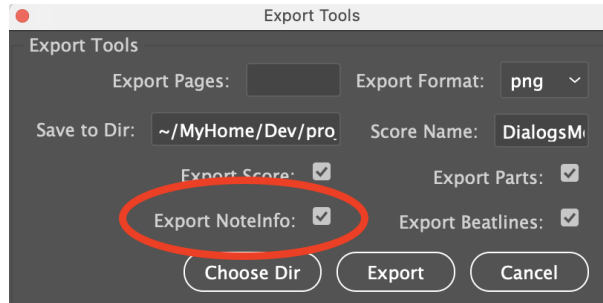 Export Tools
Export Tools
Export Pages: Export Format: png
Save to Dir: ~/MyHome/Dev/pro_ Score Name: DialogsM
Export Score: Export Parts:
Export NoteInfo: Export Beatlines:
Choose Dir Export Cancel